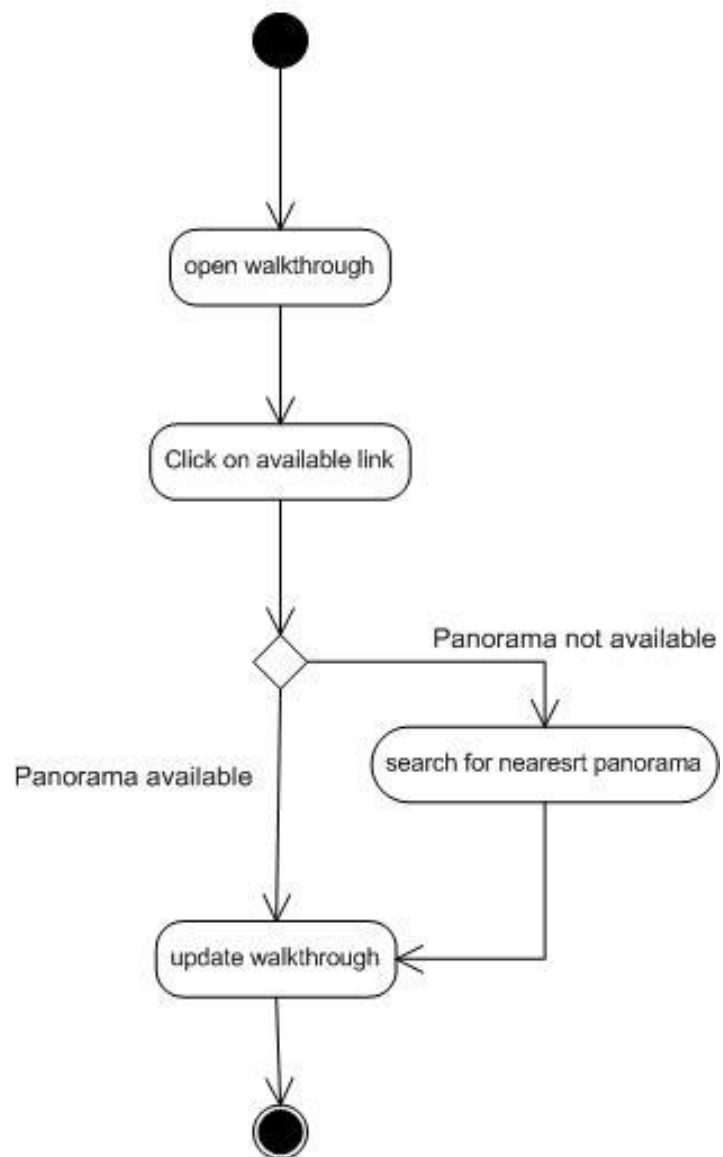 open walkthrough
Click on available link
Panorama not available
search for nearesrt panorama
Panorama available
update walkthrough